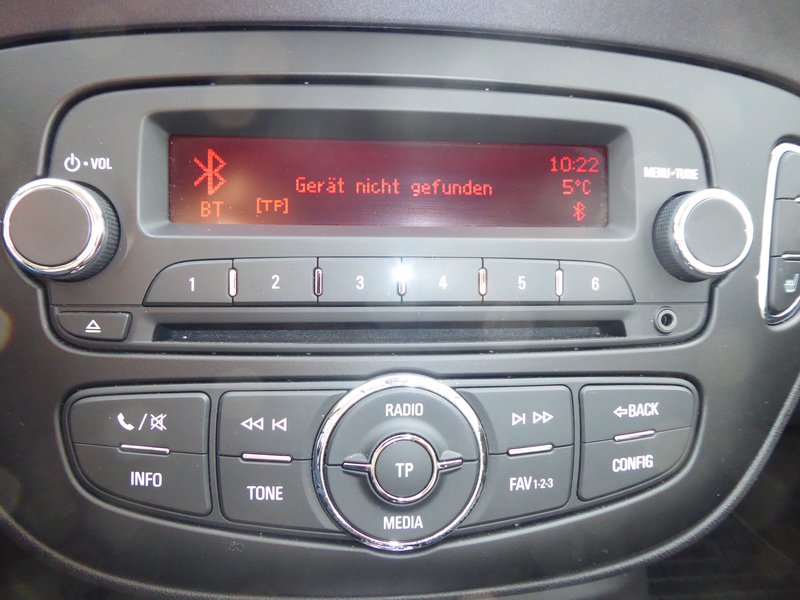 VOL
Gerät nicht gefunden
10:22
5°C
BT [TP]
MENU-TUNE
1 2 3 4 5 6
RADIO
BACK
INFO
TONE
TP
FAV1-2-3
CONFIG
MEDIA